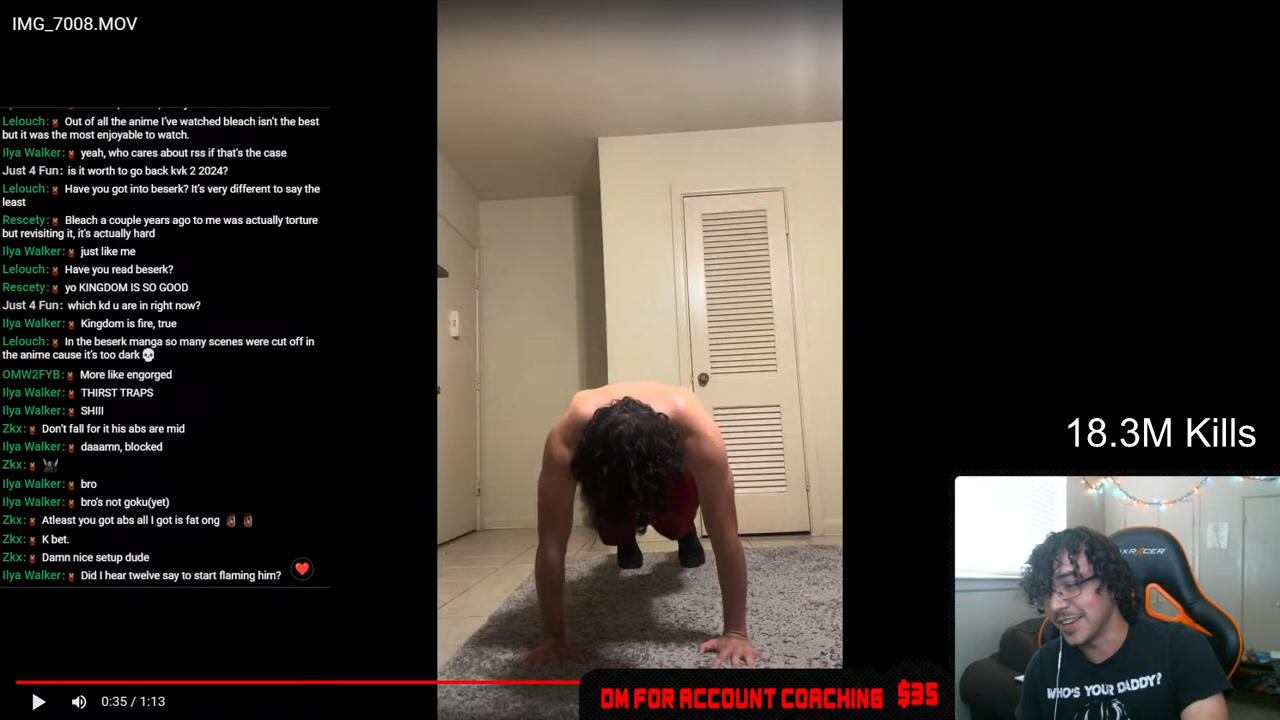 IMG_7008.MOV
Lelouch: Out of all the anime I've watched bleach isn't the best
but it was the most enjoyable to watch.
Ilya Walker: yeah, who cares about rss if that's the case
Just 4 Fun: is it worth to go back kvk 2 2024?
Lelouch: Have you got into beserk? It's very different to say the
least
Rescety: Bleach a couple years ago to me was actually torture
but revisiting it, it's actually hard
Ilya Walker: just like me
Lelouch: Have you read beserk?
Rescety: yo KINGDOM IS SO GOOD
Just 4 Fun: which kd u are in right now?
Ilya Walker: Kingdom is fire, true
Lelouch: In the beserk manga so many scenes were cut off in
the anime cause it's too dark 💀
OMW2FYB: More like engorged
Ilya Walker: THIRST TRAPS
Ilya Walker: SHIII
Zkx: Don't fall for it his abs are mid
Ilya Walker: daaamn, blocked
Zkx:
Ilya Walker: bro
Ilya Walker: bro's not goku(yet)
Zkx: Atleast you got abs all I got is fat ong
Zkx: K bet.
Zkx: Damn nice setup dude
Ilya Walker: Did I hear twelve say to start flaming him?
18.3M Kills
DXRACER
WHO'S YOUR DADDY?
DM FOR ACCOUNT COACHING $35
0:35 / 1:13